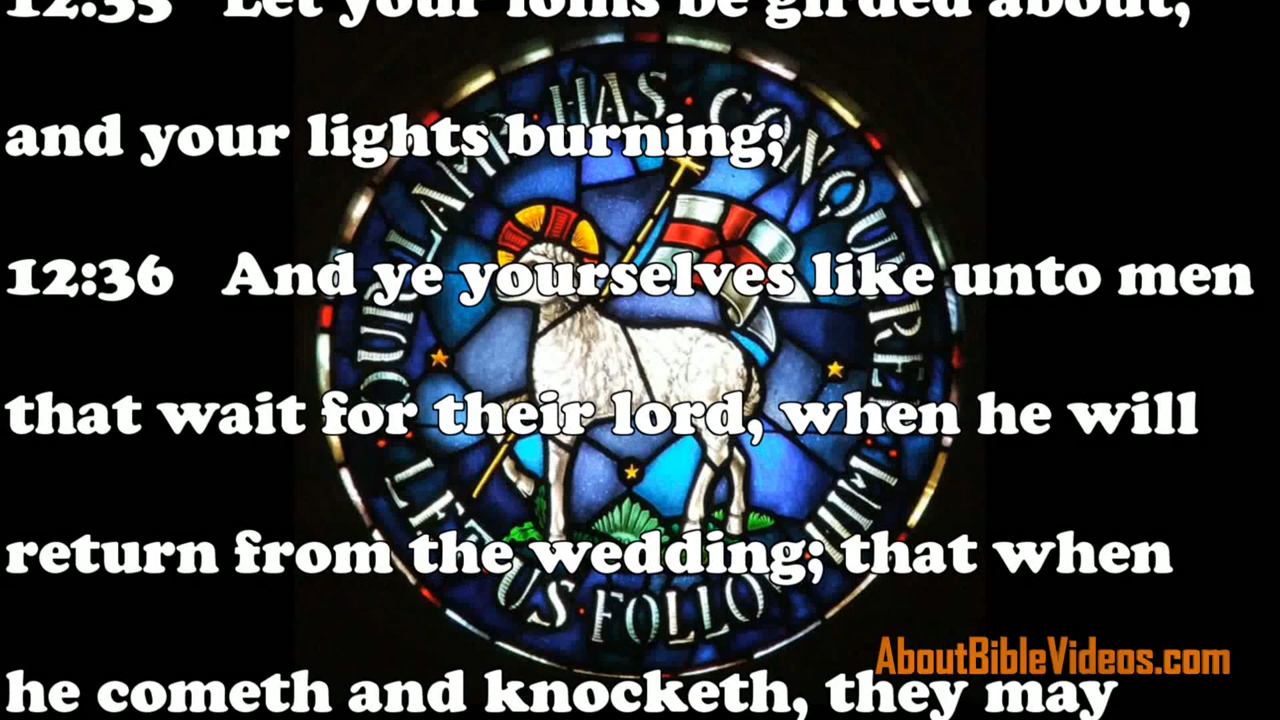 12:35 Let your loins be girded about,
and your lights burning;
12:36 And ye yourselves like unto men
that wait for their lord, when he will
return from the wedding; that when
he cometh and knocketh, they may
OUR LAMB HAS CONQUERED
LET US FOLLOW HIM
AboutBibleVideos.com